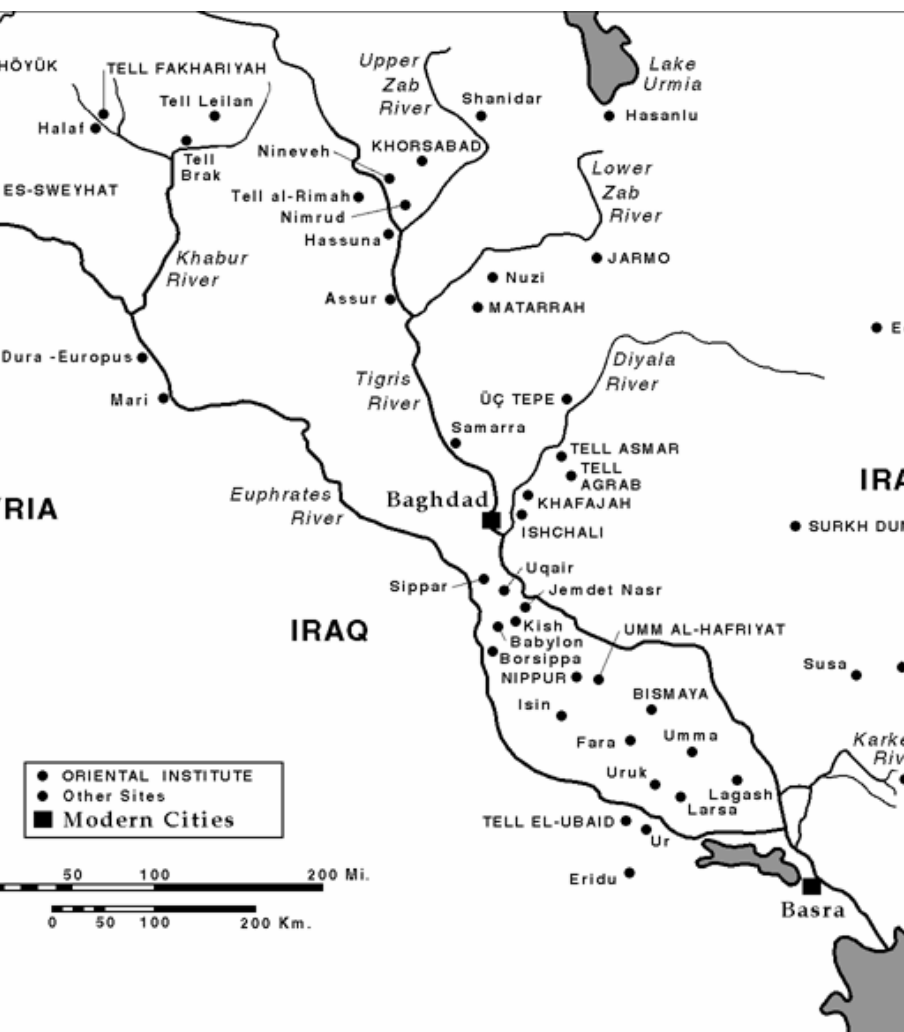 HÖYÜK
TELL FAKHARIYAH
Tell Leilan
Halaf
Tell
Brak
ES-SWEYHAT
Khabur
River
Dura -Europus
Mari
Upper
Zab
River
Shanidar
Lake
Urmia
Hasanlu
Nineveh
KHORSABAD
Tell al-Rimah
Nimrud
Hassuna
Assur
Lower
Zab
River
JARMO
Nuzi
MATARRAH
Tigris
River
Diyala
River
ÜÇ TEPE
Samarra
TELL ASMAR
TELL
AGRAB
KHAFAJAH
ISHCHALI
Baghdad
Euphrates
River
RIA
IRA
SURKH DUM
Sippar
Uqair
Jemdet Nasr
Kish
Babylon
Borsippa
IRAQ
UMM AL-HAFRIYAT
NIPPUR
BISMAYA
Isin
Fara
Umma
Uruk
Lagash
Larsa
Susa
Karke
Riv
TELL EL-UBAID
Ur
Eridu
Basra
ORIENTAL INSTITUTE
Other Sites
Modern Cities
50 100 200 Mi.
0 50 100 200 Km.